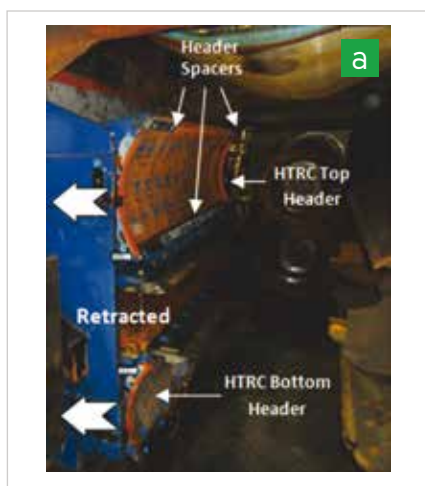 Header
Spacers
a
HTRC Top
Header
Retracted
HTRC Bottom
Header